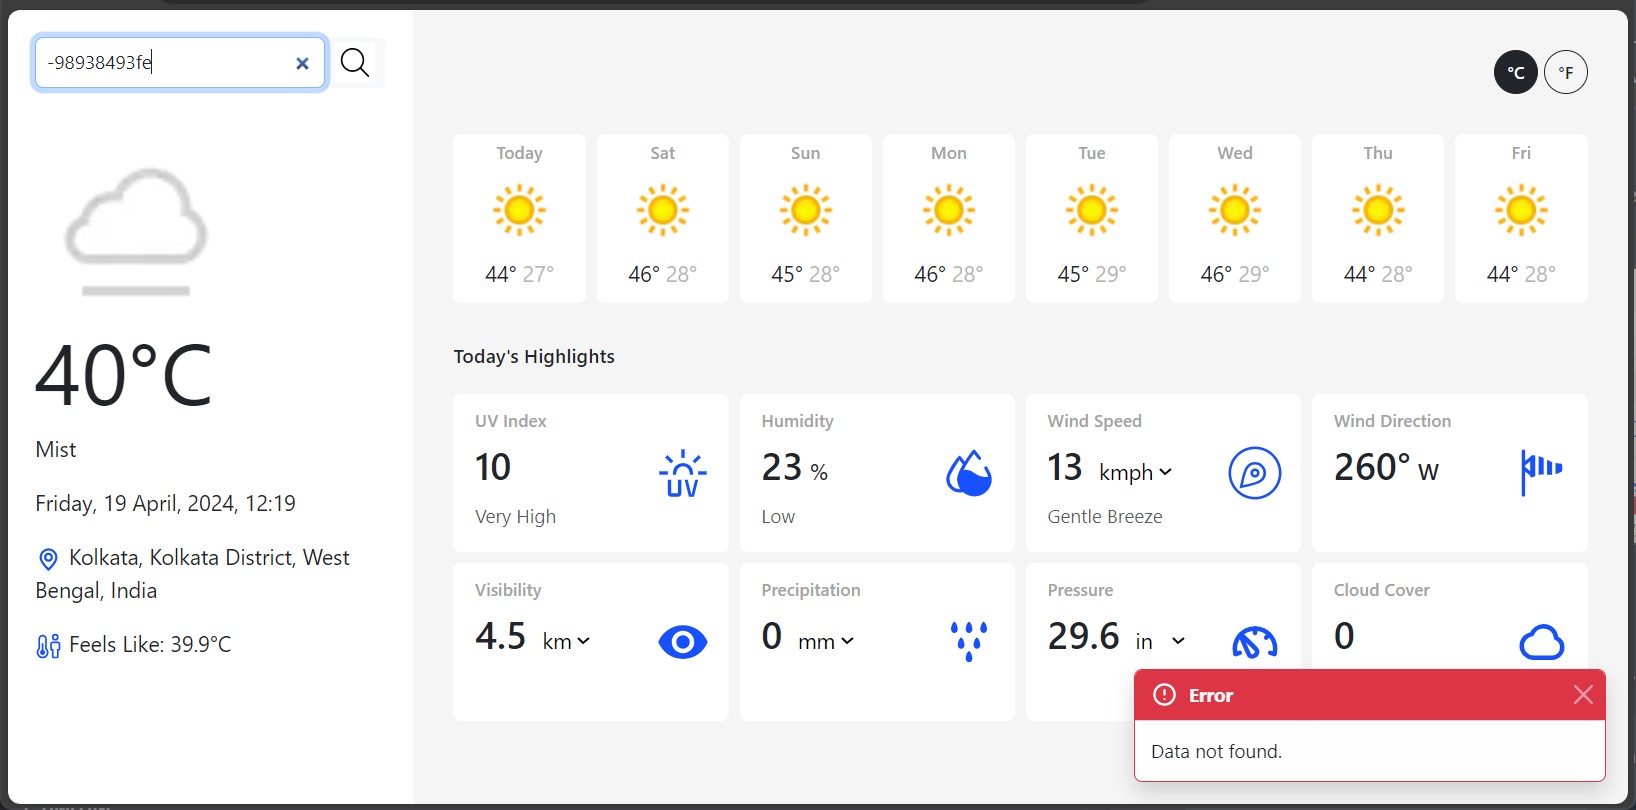 -98938493fe
°C °F
Today Sat Sun Mon Tue Wed Thu Fri
44° 27° 46° 28° 45° 28° 46° 28° 45° 29° 46° 29° 44° 28° 44° 28°
40°C
Mist
Friday, 19 April, 2024, 12:19
Kolkata, Kolkata District, West
Bengal, India
Feels Like: 39.9°C
Today's Highlights
UV Index
10
UV
Very High
Humidity
23 %
Low
Wind Speed
13 kmph
Gentle Breeze
Wind Direction
260° W
Visibility
4.5 km
Precipitation
0 mm
Pressure
29.6 in
Cloud Cover
0
Error
Data not found.